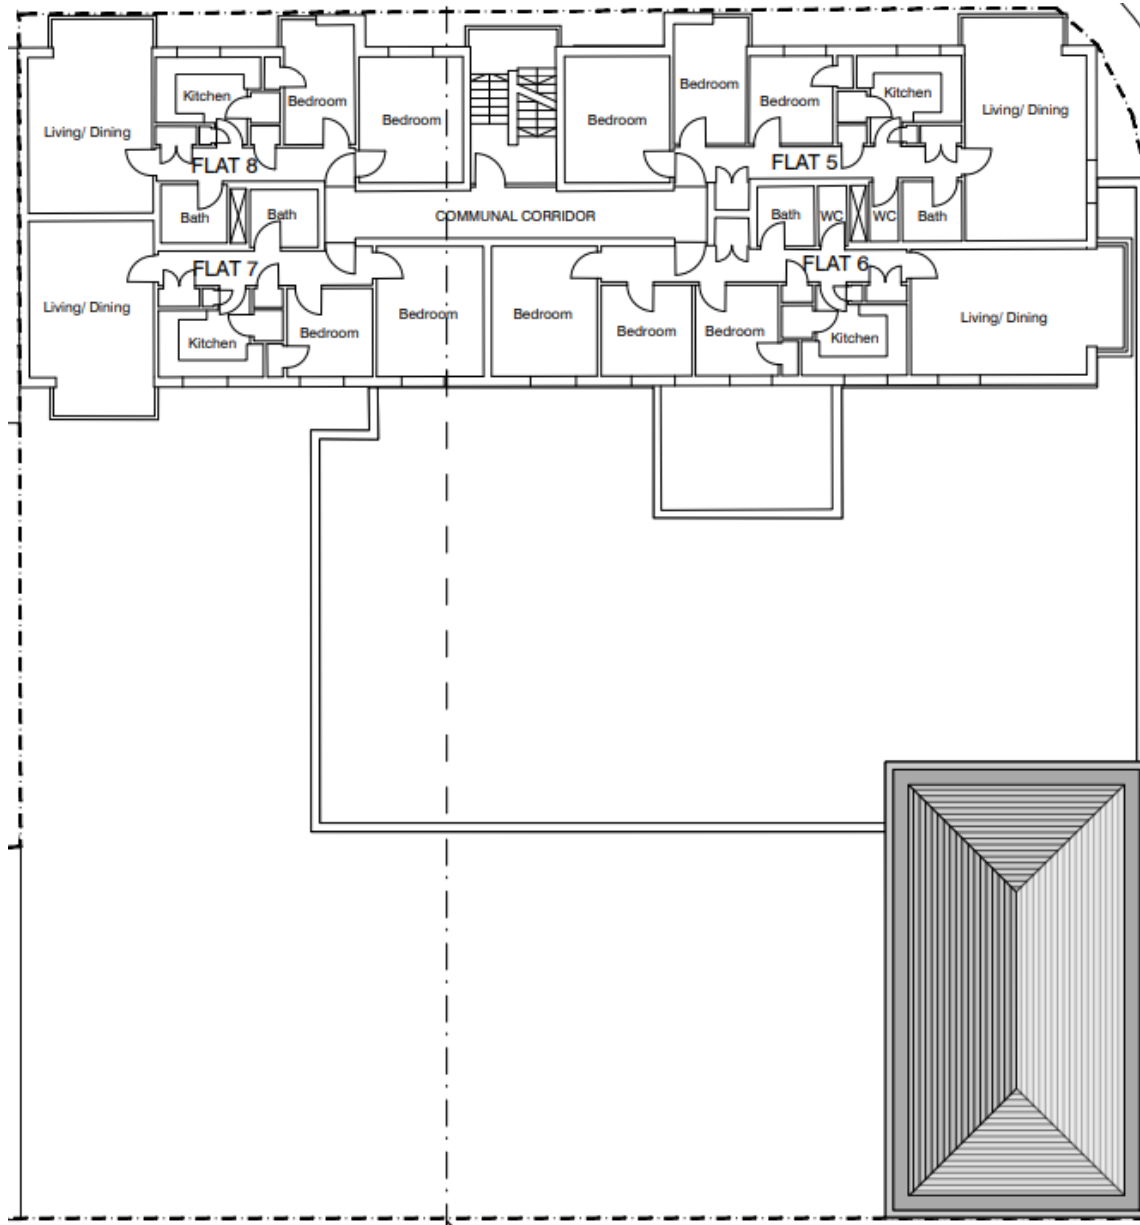 Living/ Dining
Kitchen
Bedroom
Bedroom
FLAT 8
Bath
Bedroom
Bedroom
Bedroom
Kitchen
Living/ Dining
FLAT 5
Bath
WC
WC
Bath
COMMUNAL CORRIDOR
Bath
FLAT 7
Living/ Dining
Kitchen
Bedroom
Bedroom
Bedroom
Bedroom
Bedroom
FLAT 6
Kitchen
Living/ Dining